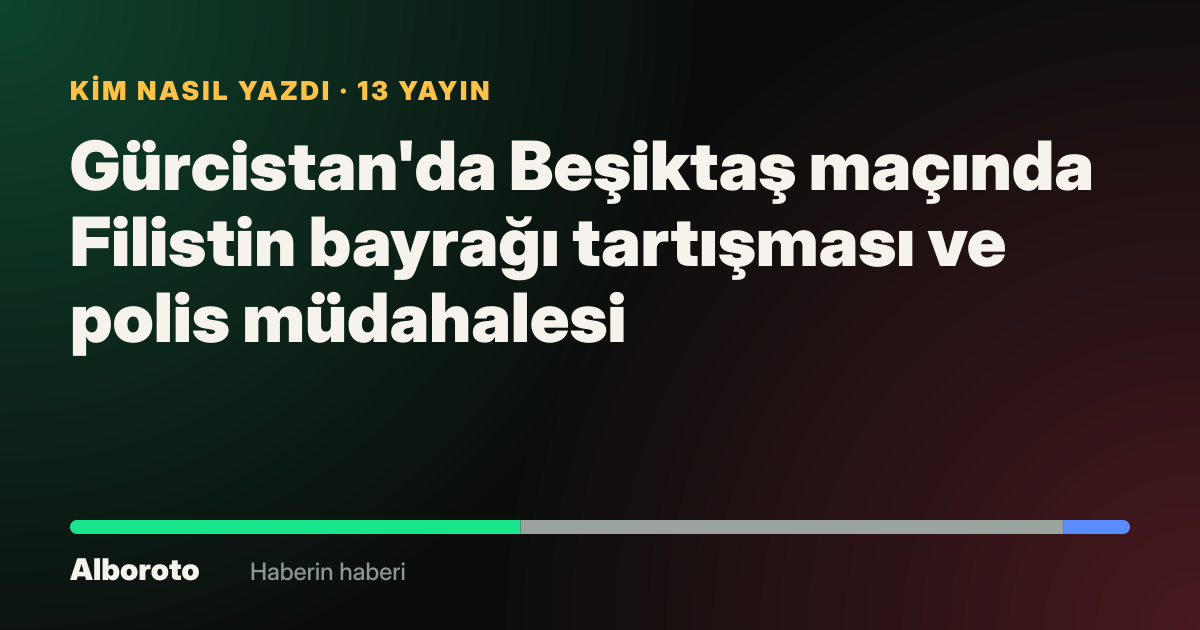 KİM NASIL YAZDI · 13 YAYIN
Gürcistan'da Beşiktaş maçında
Filistin bayrağı tartışması ve
polis müdahalesi
Alboroto
Haberin haberi